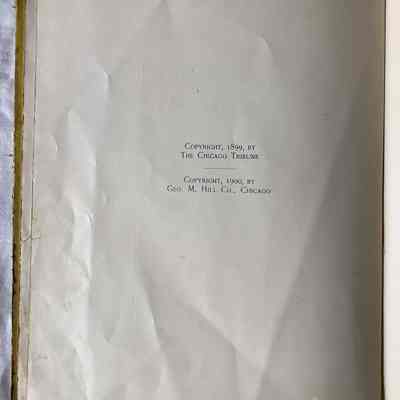 Copyright, 1899, by
The Chicago Tribune
Copyright, 1900, by
Geo. M. Hill Co., Chicago